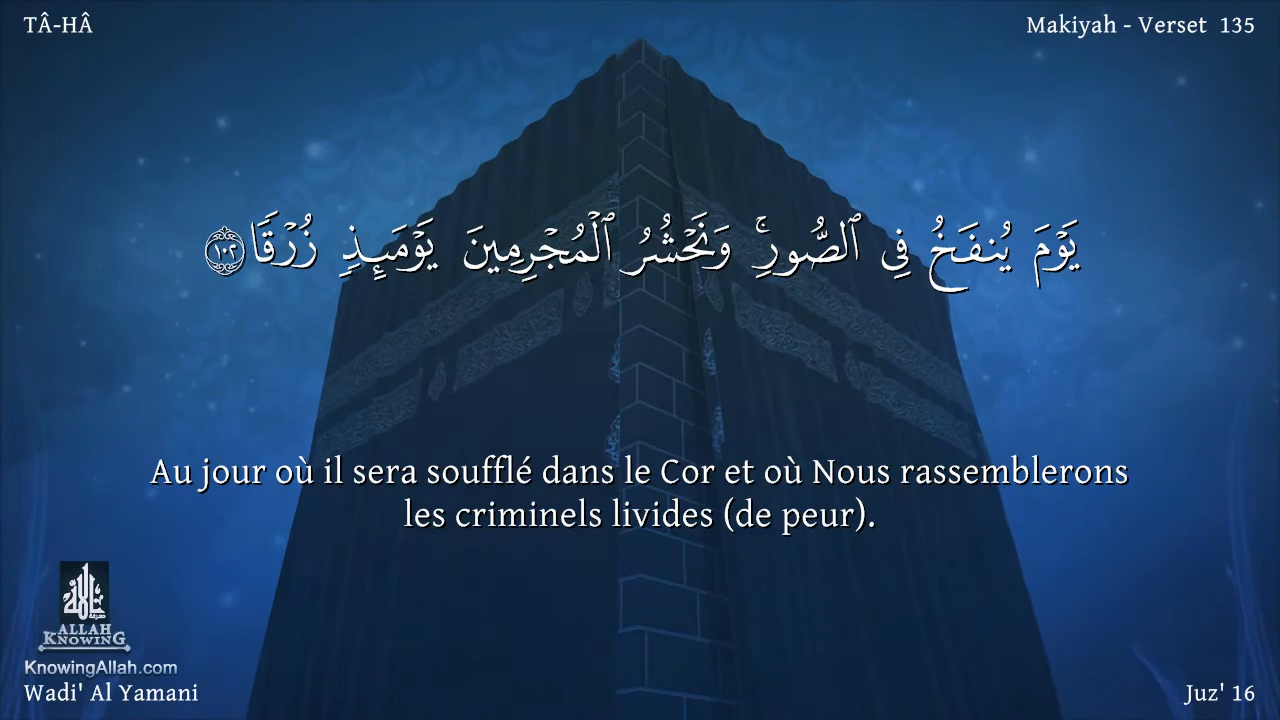 TÂ-HÂ
Makiyah - Verset 135
يَوْمَ يُنفَخُ فِى ٱلصُّورِ ۚ وَنَحْشُرُ ٱلْمُجْرِمِينَ يَوْمَئِذٍ زُرْقًا ١٠٢
Au jour où il sera soufflé dans le Cor et où Nous rassemblerons
les criminels livides (de peur).
ALLAH
KNOWING
KnowingAllah.com
Wadi' Al Yamani
Juz' 16